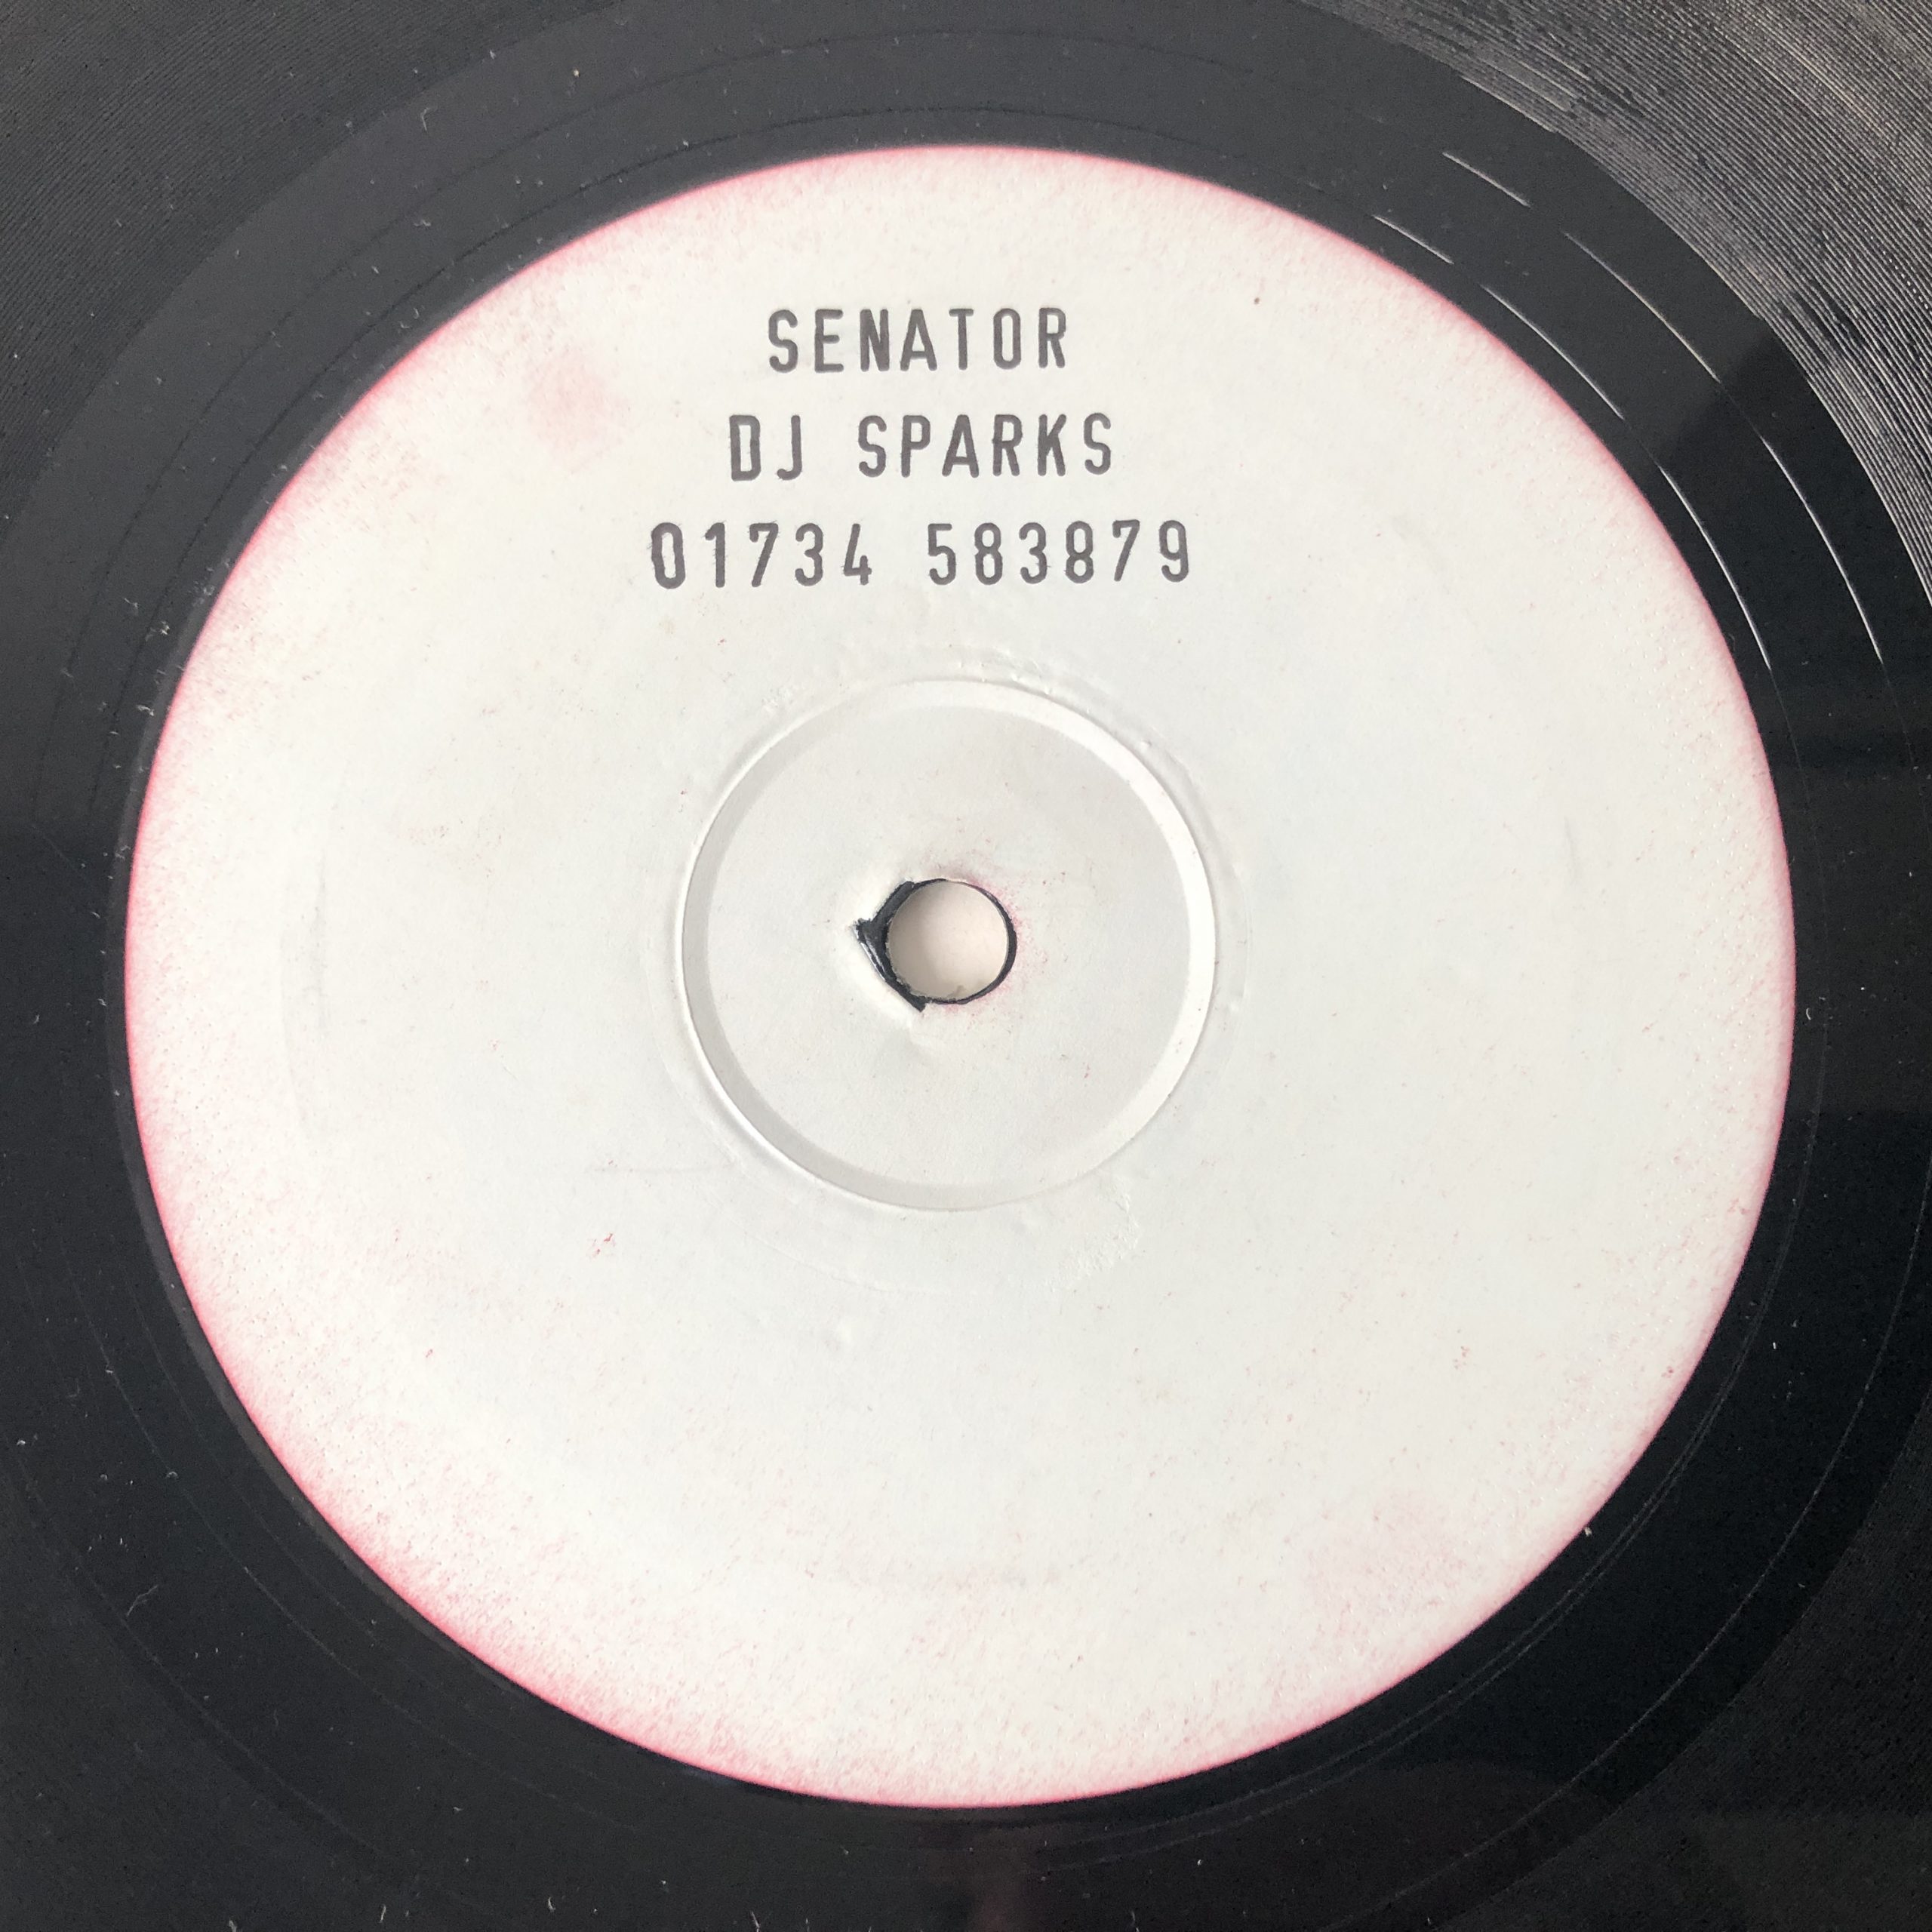 SENATOR
DJ SPARKS
01734 583879